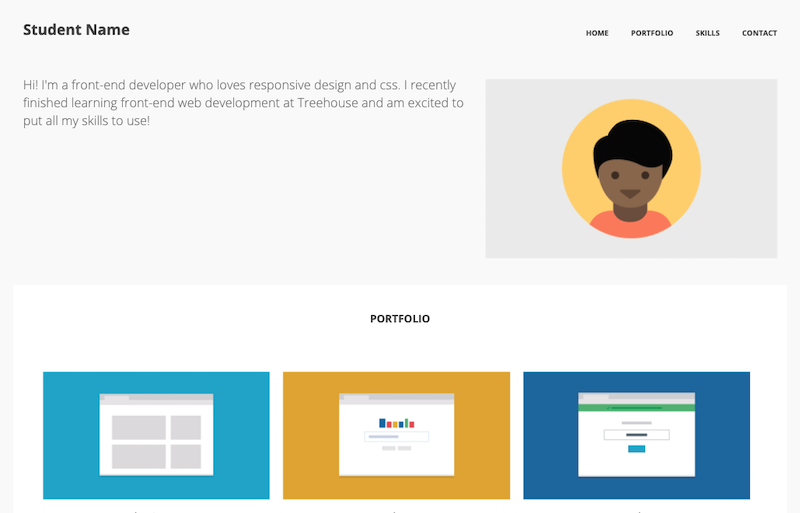 Student Name
HOME PORTFOLIO SKILLS CONTACT
Hi! I'm a front-end developer who loves responsive design and css. I recently
finished learning front-end web development at Treehouse and am excited to
put all my skills to use!
PORTFOLIO